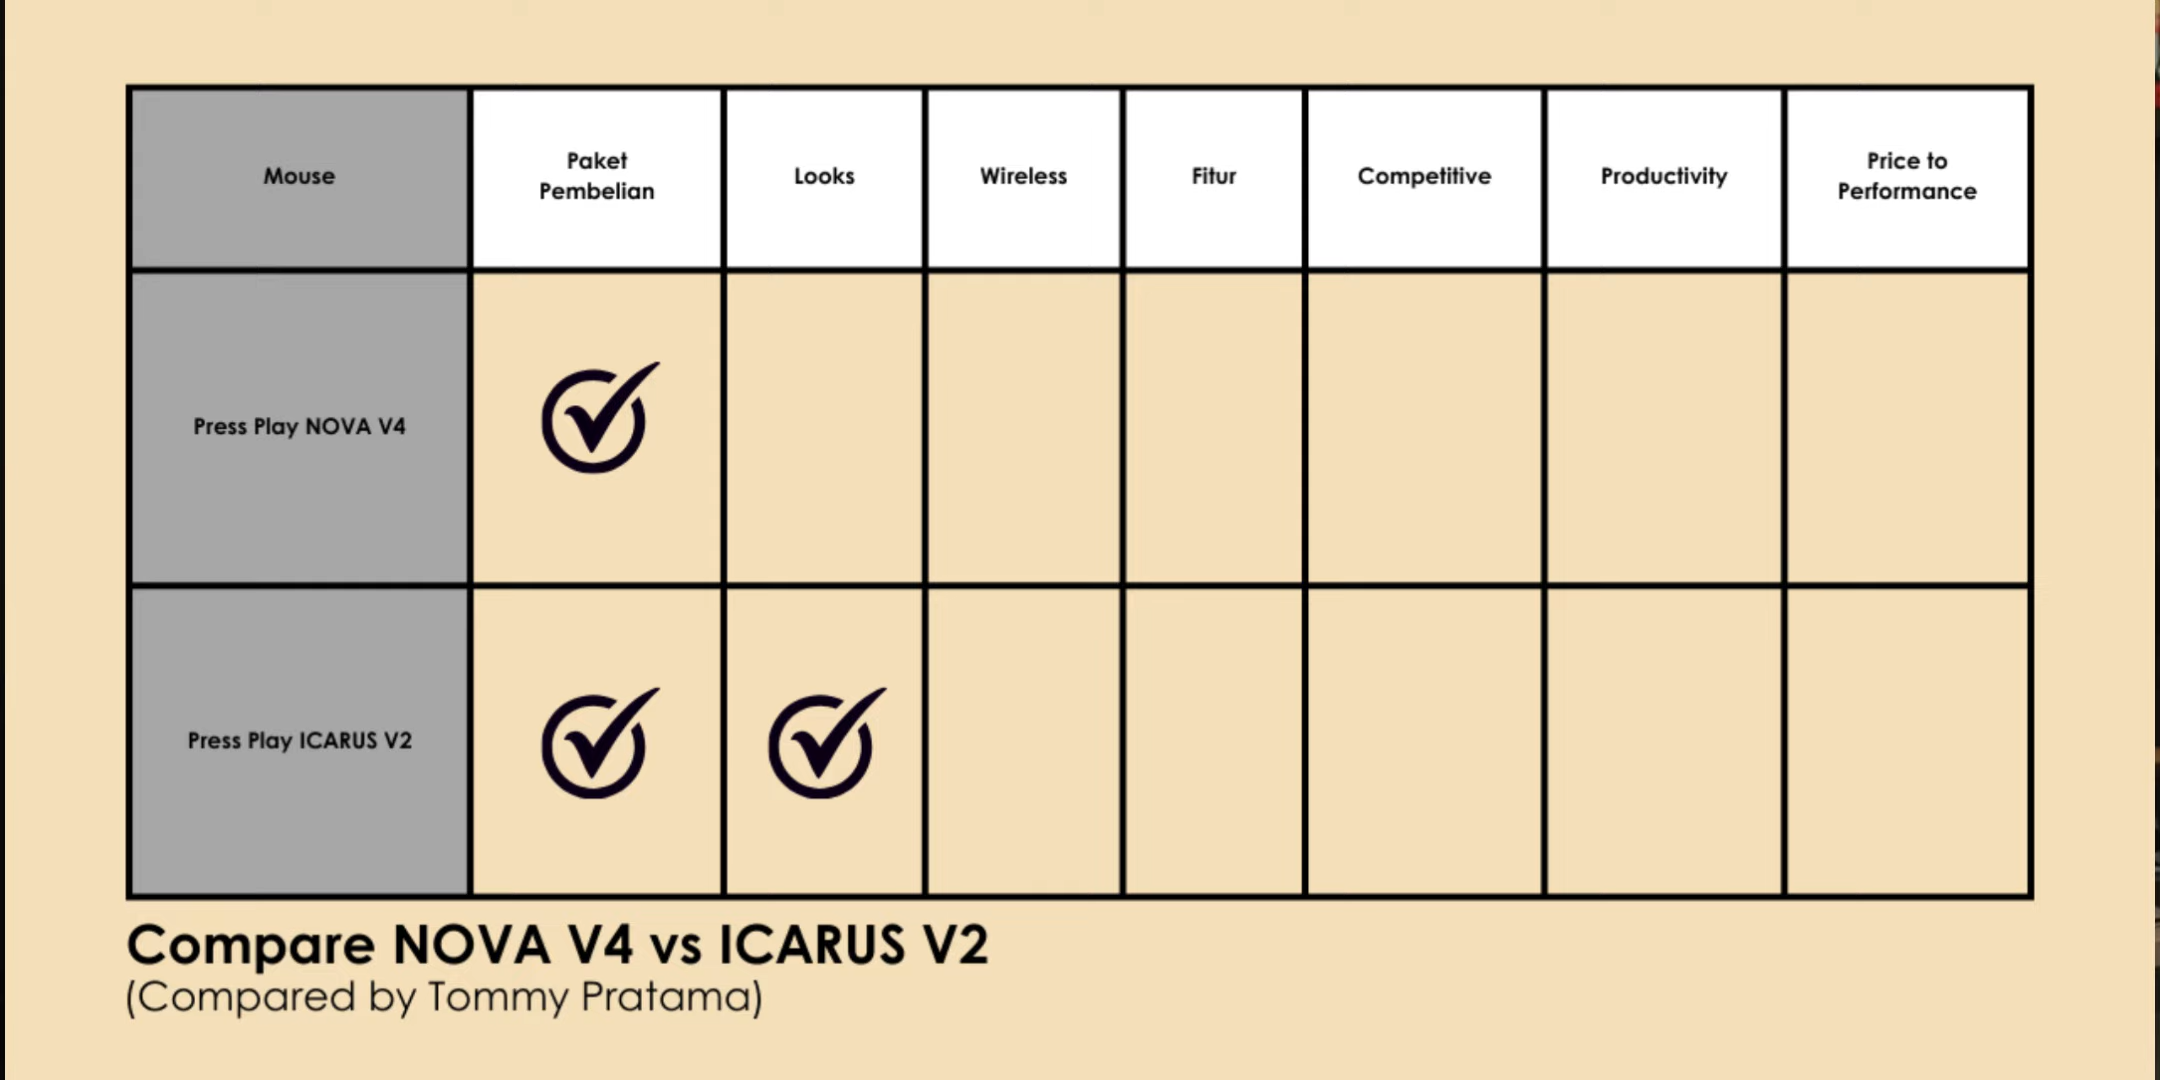 Mouse
Paket
Pembelian
Looks
Wireless
Fitur
Competitive
Productivity
Price to
Performance
Press Play NOVA V4
Press Play ICARUS V2
Compare NOVA V4 vs ICARUS V2
(Compared by Tommy Pratama)